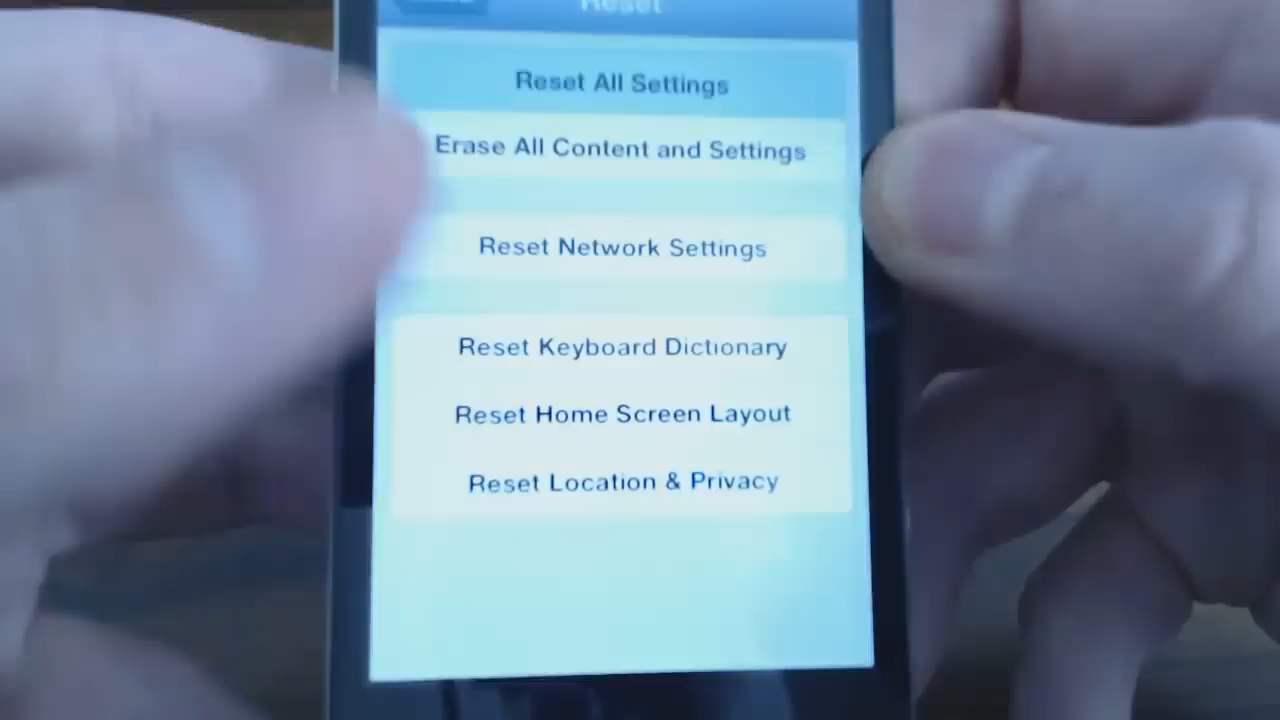 Reset
Reset All Settings
Erase All Content and Settings
Reset Network Settings
Reset Keyboard Dictionary
Reset Home Screen Layout
Reset Location & Privacy